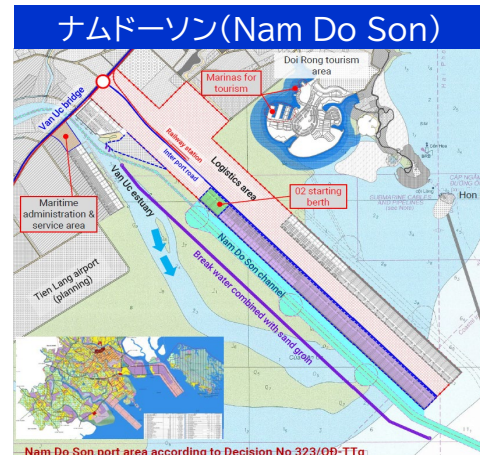 ナムドーソン(Nam Do Son)
Doi Rong tourism
area
Marinas for
tourism
Van Uc bridge
Railway station
Inter port road
Logistics area
02 starting
berth
Maritime
administration &
service area
Van Uc estuary
Hon
Tien Lang airport
(planning)
Nam Do Son channel
Break water combined with sand groin
Nam Do Son port area according to Decision No 323/QĐ-TTg